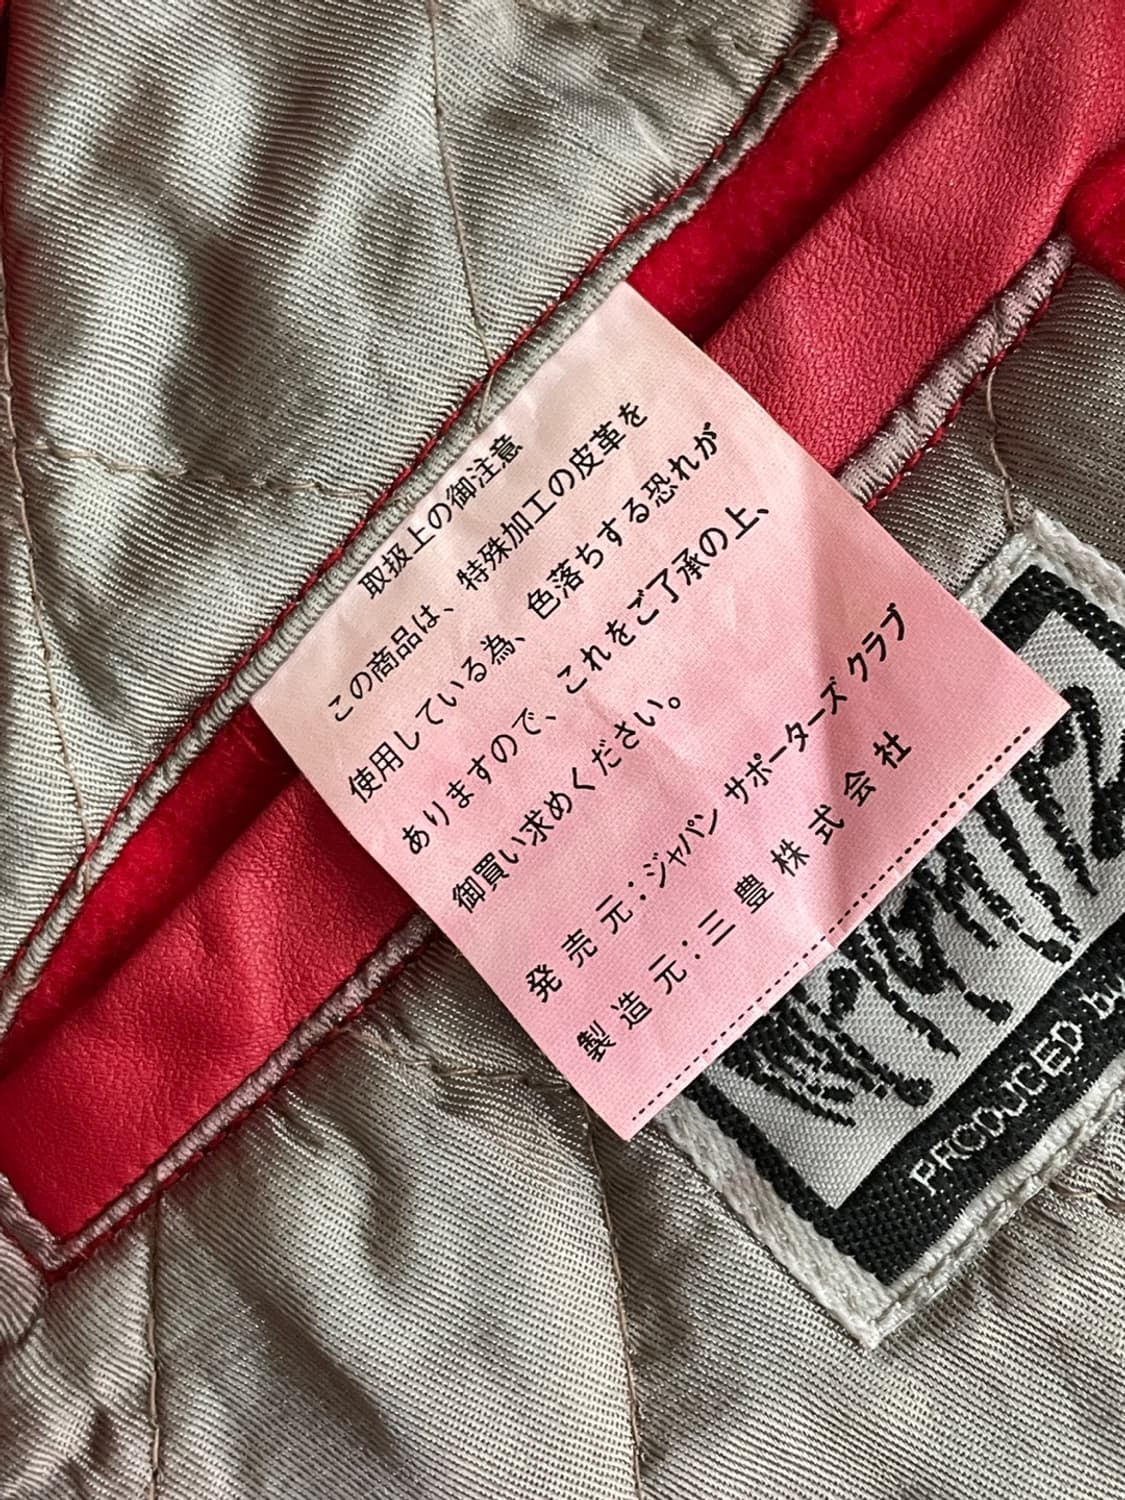 取扱上の御注意
この商品は、特殊加工の皮革を
使用している為、色落ちする恐れが
ありますので、これをご了承の上、
御買い求めください。
発売元：ジャパン サポーターズ クラブ
製造元：三豊株式会社
PRODUCED by